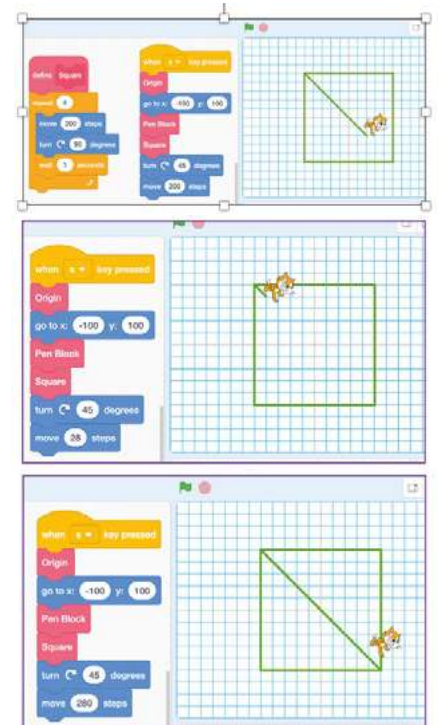 define Square
repeat 4
move 200 steps
turn 90 degrees
wait 1 seconds
when s key pressed
Origin
go to x: -100 y: 100
Pen Block
Square
turn 45 degrees
move 200 steps
when s key pressed
Origin
go to x: -100 y: 100
Pen Block
Square
turn 45 degrees
move 28 steps
when s key pressed
Origin
go to x: -100 y: 100
Pen Block
Square
turn 45 degrees
move 280 steps